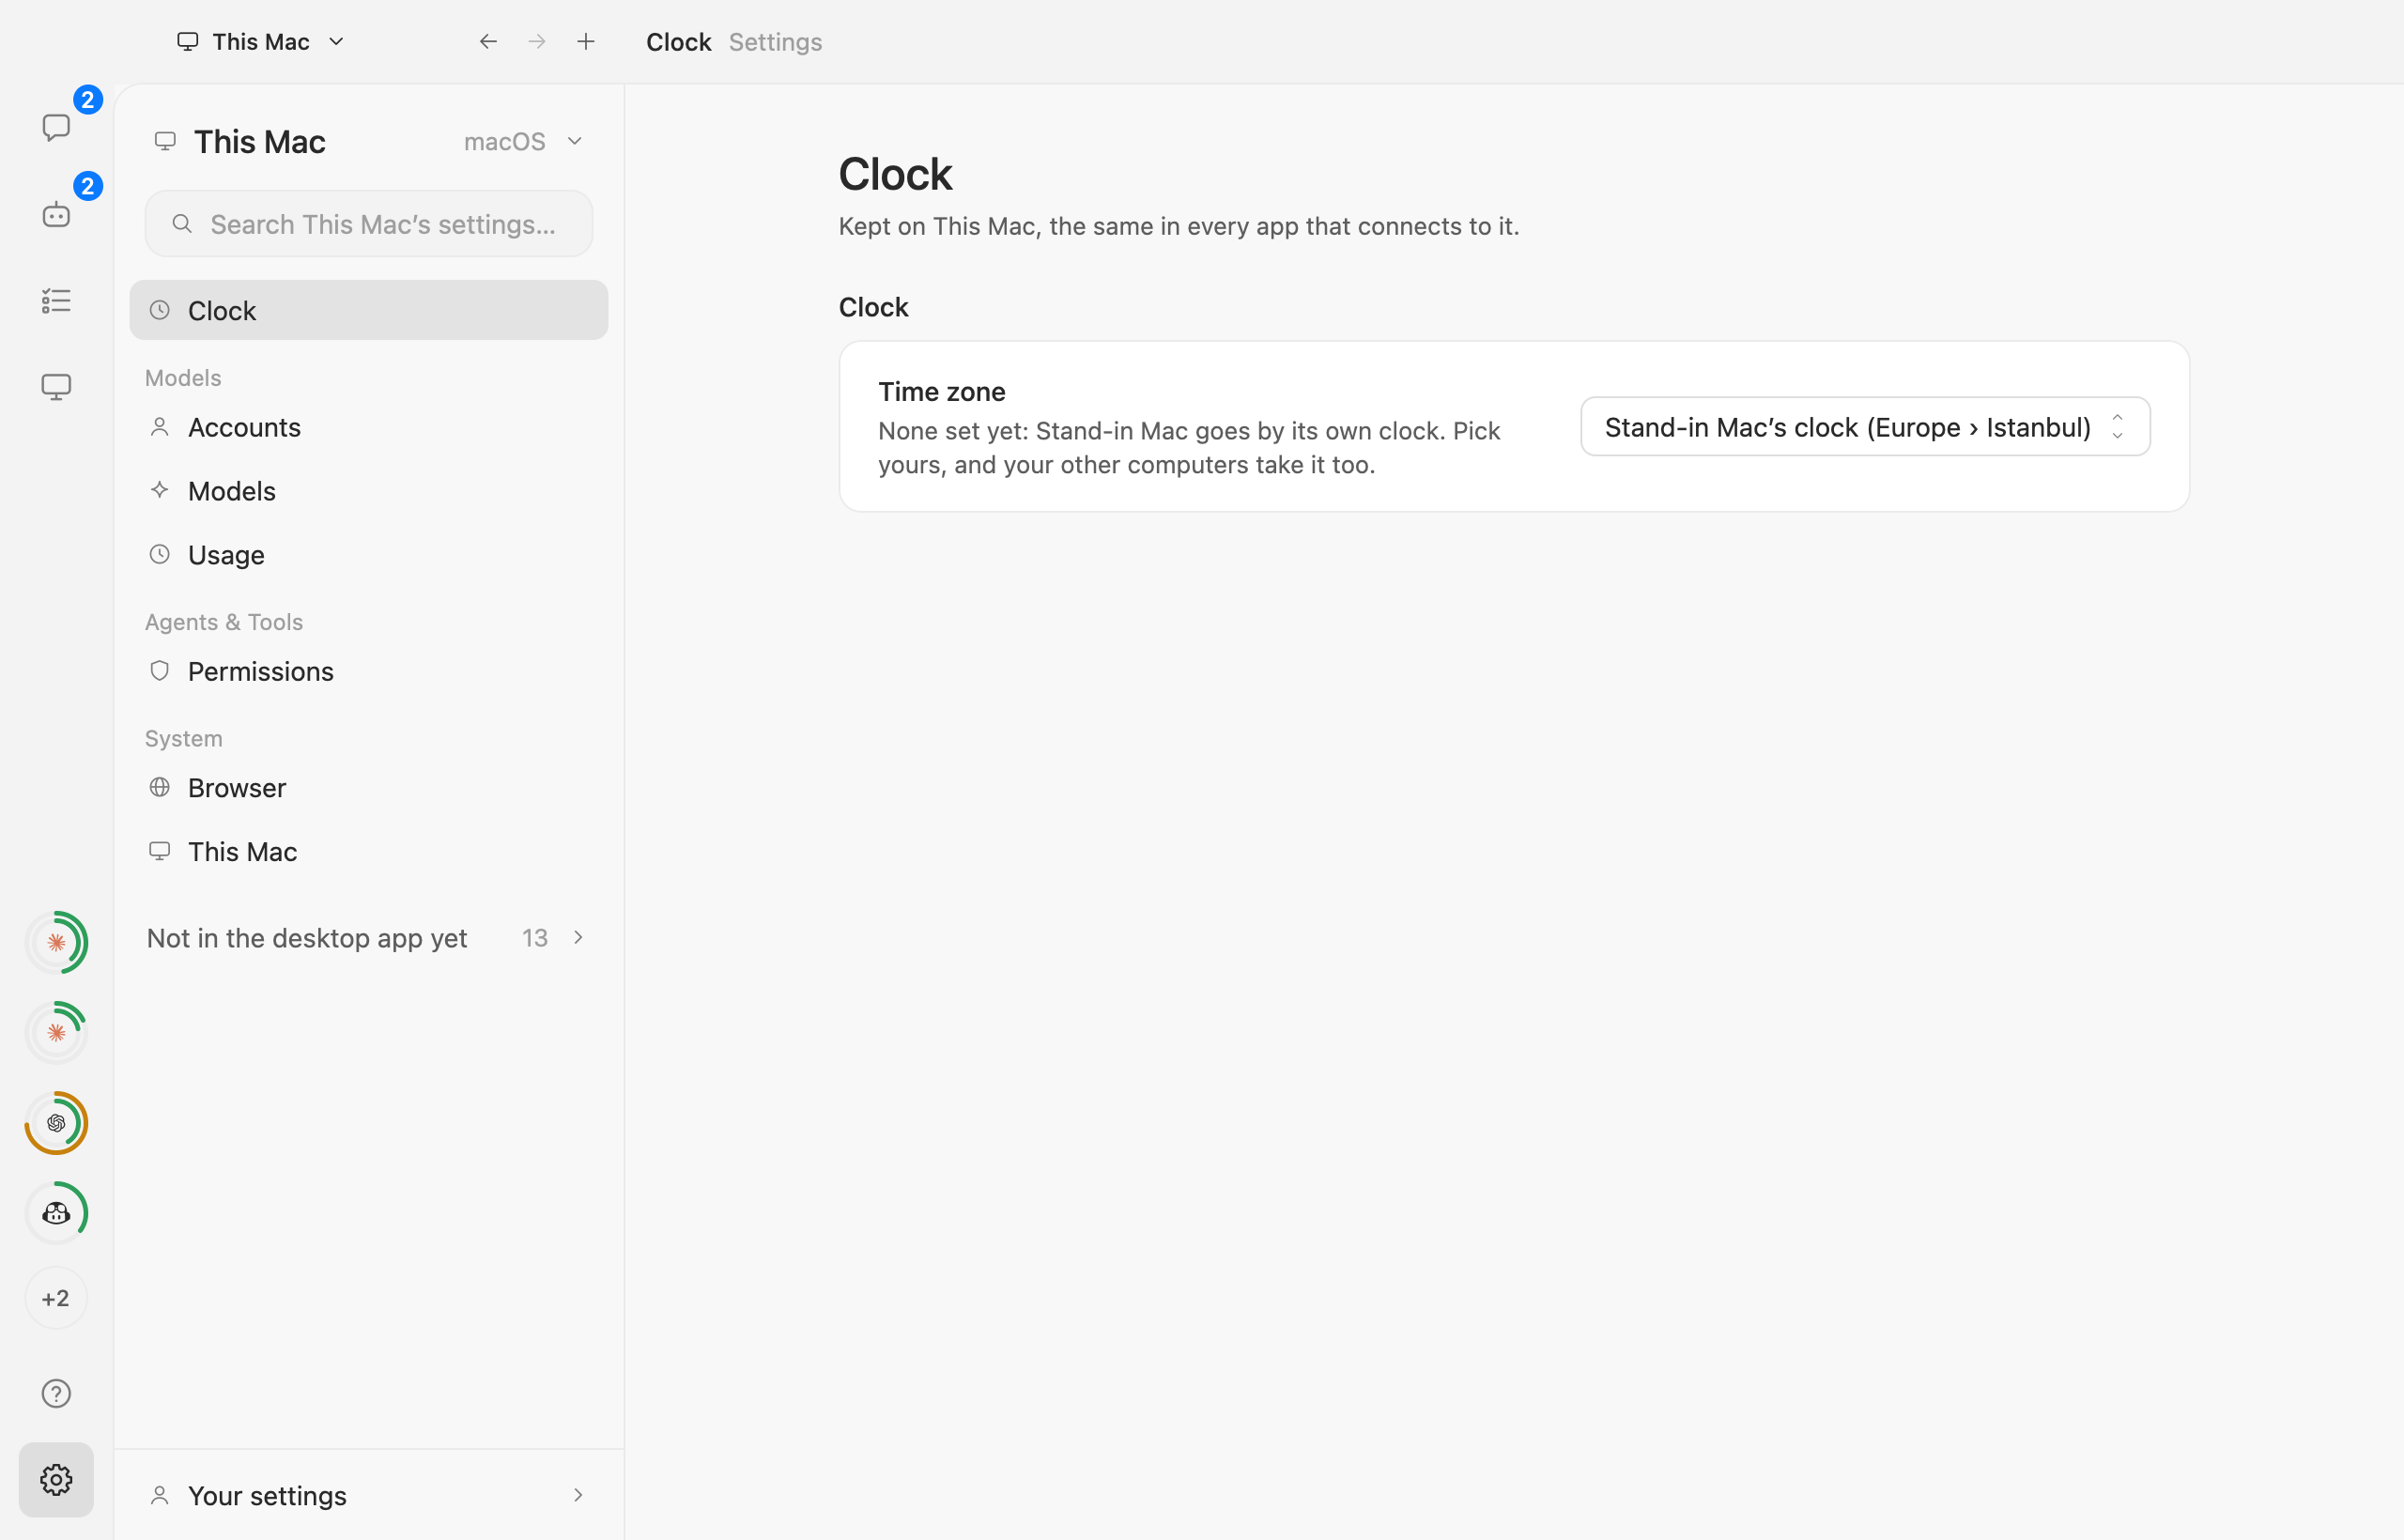 This Mac
Clock Settings
2
2
This Mac macOS
Search This Mac’s settings...
Clock
Models
Accounts
Models
Usage
Agents & Tools
Permissions
System
Browser
This Mac
Not in the desktop app yet 13
+2
Your settings
Clock
Kept on This Mac, the same in every app that connects to it.
Clock
Time zone
None set yet: Stand-in Mac goes by its own clock. Pick
yours, and your other computers take it too.
Stand-in Mac’s clock (Europe › Istanbul)